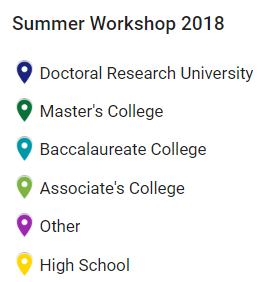 Summer Workshop 2018
Doctoral Research University
Master's College
Baccalaureate College
Associate's College
Other
High School